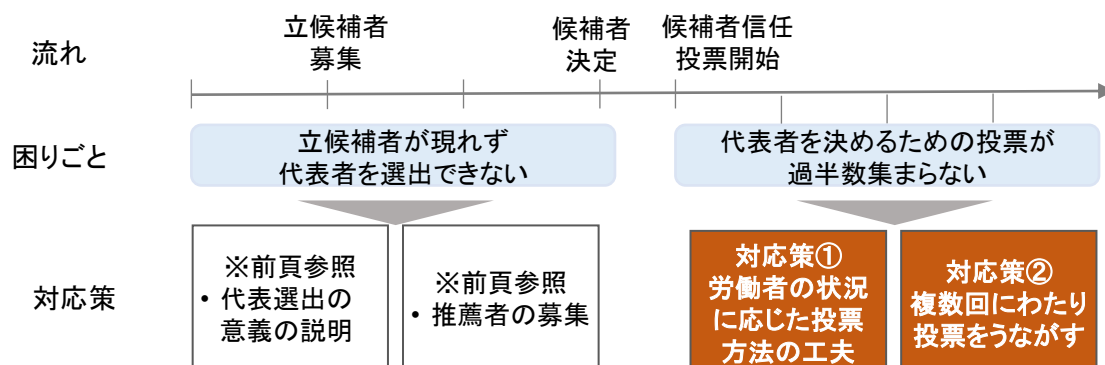 流れ
立候補者
募集
候補者
決定
候補者信任
投票開始
困りごと
立候補者が現れず
代表者を選出できない
代表者を決めるための投票が
過半数集まらない
対応策
※前頁参照
• 代表選出の
意義の説明
※前頁参照
• 推薦者の募集
対応策①
労働者の状況
に応じた投票
方法の工夫
対応策②
複数回にわたり
投票をうながす